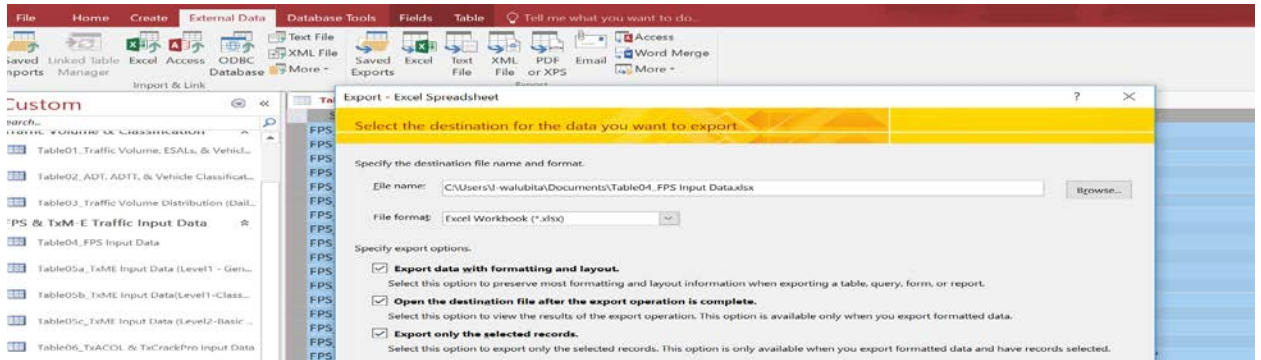 File Home Create External Data Database Tools Fields Table Tell me what you want to do...
Text File Access
XML File Word Merge
Saved Linked Table Excel Access ODBC More Saved Excel Text XML PDF Email More
Imports Manager Database Exports File File or XPS
Import & Link Export
Custom
Export - Excel Spreadsheet ? ×
Search...
Select the destination for the data you want to export
Traffic Volume & Classification
FPS
FPS
Table01_Traffic Volume, ESALs, & Vehicl...
FPS
Specify the destination file name and format.
FPS
Table02_ADT, ADTT, & Vehicle Classificat...
FPS
File name: C:\Users\l-walubita\Documents\Table04_FPS Input Data.xlsx Browse...
FPS
Table03_Traffic Volume Distribution (Dail...
FPS
File format: Excel Workbook (*.xlsx)
FPS & TxM-E Traffic Input Data
FPS
Table04_FPS Input Data
FPS
Specify export options.
FPS
Export data with formatting and layout.
Table05a_TxME Input Data (Level1 - Gen...
FPS
Select this option to preserve most formatting and layout information when exporting a table, query, form, or report.
FPS
Table05b_TxME Input Data(Level1-Class...
Open the destination file after the export operation is complete.
FPS
Select this option to view the results of the export operation. This option is available only when you export formatted data.
Table05c_TxME Input Data (Level2-Basic ...
FPS
Export only the selected records.
FPS
Table06_TxACOL & TxCrackPro Input Data
Select this option to export only the selected records. This option is only available when you export formatted data and have records selected.
FPS